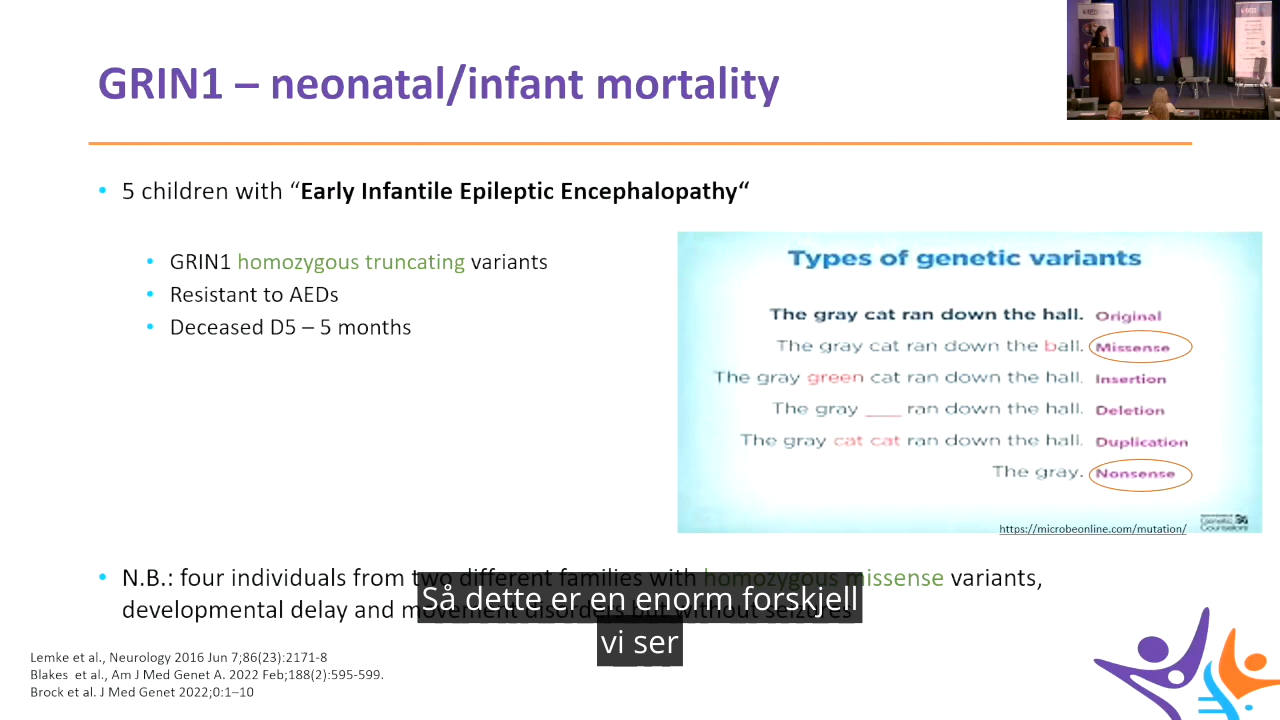 GRIN1 – neonatal/infant mortality
5 children with “Early Infantile Epileptic Encephalopathy“
GRIN1 homozygous truncating variants
Resistant to AEDs
Deceased D5 – 5 months
Types of genetic variants
The gray cat ran down the hall. Original
The gray cat ran down the ball. Missense
The gray green cat ran down the hall. Insertion
The gray ___ ran down the hall. Deletion
The gray cat cat ran down the hall. Duplication
The gray. Nonsense
https://microbeonline.com/mutation/
Genetic
Counselors
N.B.: four individuals from two different families with homozygous missense variants,
developmental delay and movement disorders but without seizures
Så dette er en enorm forskjell
vi ser
Lemke et al., Neurology 2016 Jun 7;86(23):2171-8
Blakes et al., Am J Med Genet A. 2022 Feb;188(2):595-599.
Brock et al. J Med Genet 2022;0:1–10